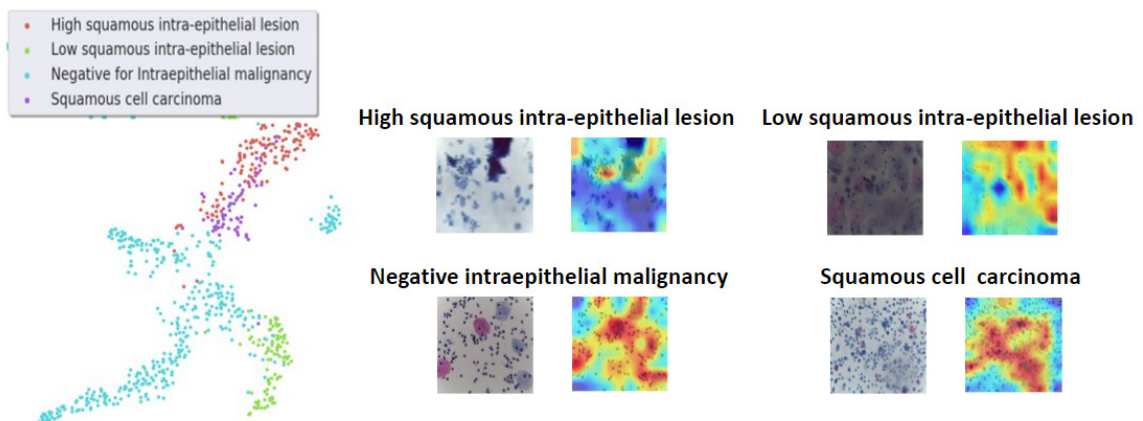 High squamous intra-epithelial lesion
Low squamous intra-epithelial lesion
Negative for Intraepithelial malignancy
Squamous cell carcinoma
High squamous intra-epithelial lesion
Low squamous intra-epithelial lesion
Negative intraepithelial malignancy
Squamous cell carcinoma